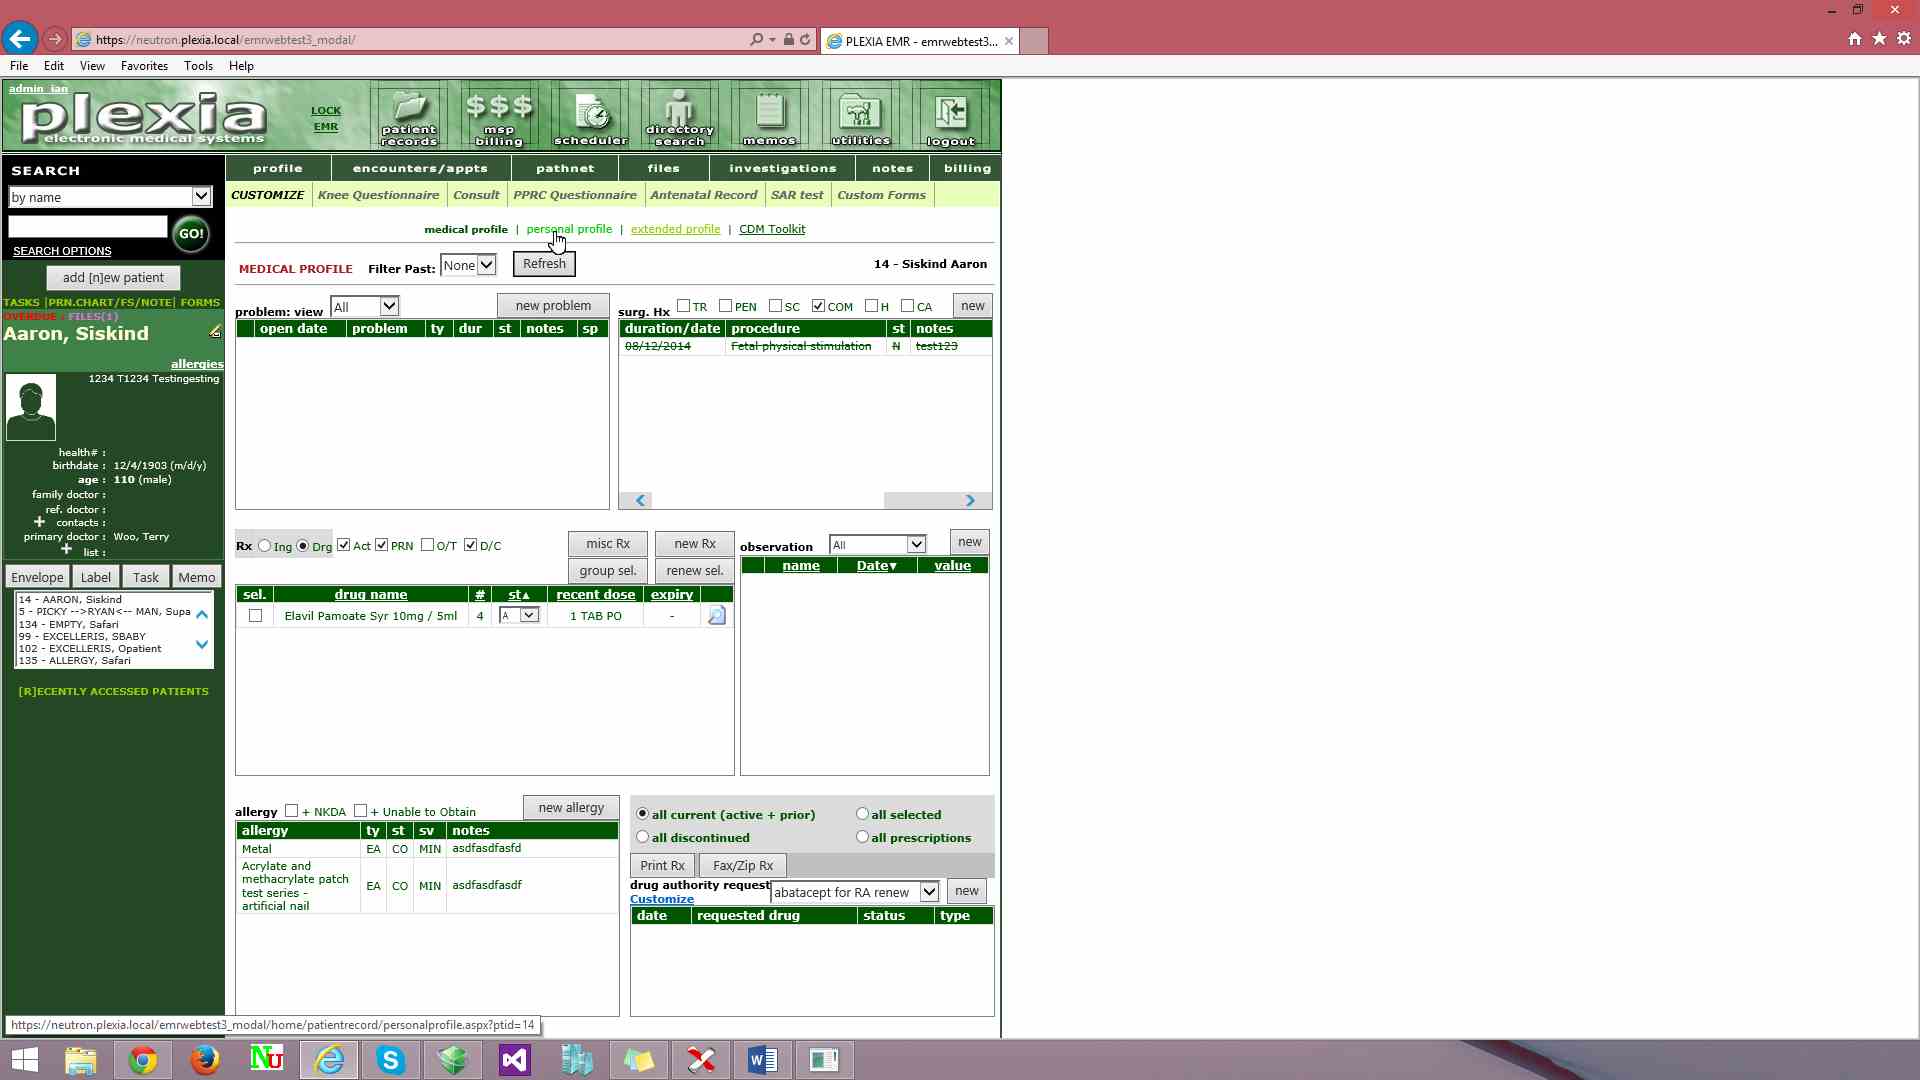 https://neutron.plexia.local/emrwebtest3_modal/
PLEXIA EMR - emrwebtest3...
File Edit View Favorites Tools Help
admin_ian
plexia
electronic medical systems
LOCK
EMR
patient
records
$$$
msp
billing
scheduler
directory
search
memos
utilities
logout
SEARCH
by name
GO!
SEARCH OPTIONS
add [n]ew patient
TASKS |PRN.CHART/FS/NOTE| FORMS
OVERDUE : FILES(1)
Aaron, Siskind
allergies
1234 T1234 Testingesting
health# :
birthdate : 12/4/1903 (m/d/y)
age : 110 (male)
family doctor :
ref. doctor :
+ contacts :
primary doctor : Woo, Terry
+ list :
Envelope Label Task Memo
14 - AARON, Siskind
5 - PICKY -->RYAN<-- MAN, Supa
134 - EMPTY, Safari
99 - EXCELLERIS, SBABY
102 - EXCELLERIS, Opatient
135 - ALLERGY, Safari
[R]ECENTLY ACCESSED PATIENTS
profile encounters/appts pathnet files investigations notes billing
CUSTOMIZE Knee Questionnaire Consult PPRC Questionnaire Antenatal Record SAR test Custom Forms
medical profile | personal profile | extended profile | CDM Toolkit
MEDICAL PROFILE Filter Past: None Refresh 14 - Siskind Aaron
problem: view All new problem
open date problem ty dur st notes sp
surg. Hx TR PEN SC COM H CA new
duration/date procedure st notes
08/12/2014 Fetal physical stimulation N test123
Rx Ing Drg Act PRN O/T D/C misc Rx new Rx
group sel. renew sel.
sel. drug name # st▲ recent dose expiry
Elavil Pamoate Syr 10mg / 5ml 4 A 1 TAB PO -
observation All new
name Date▼ value
allergy + NKDA + Unable to Obtain new allergy
allergy ty st sv notes
Metal EA CO MIN asdfasdfasfd
Acrylate and
methacrylate patch
test series -
artificial nail EA CO MIN asdfasdfasdf
all current (active + prior) all selected
all discontinued all prescriptions
Print Rx Fax/Zip Rx
drug authority request abatacept for RA renew new
Customize
date requested drug status type
https://neutron.plexia.local/emrwebtest3_modal/home/patientrecord/personalprofile.aspx?ptid=14
NU